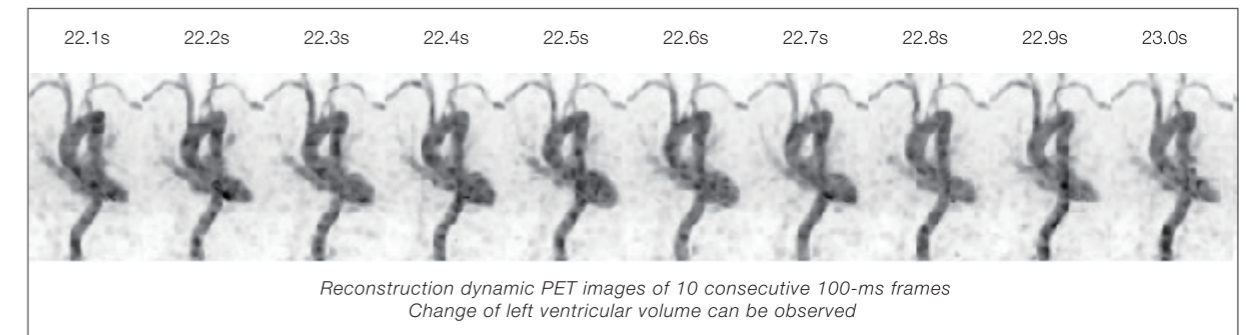 22.1s 22.2s 22.3s 22.4s 22.5s 22.6s 22.7s 22.8s 22.9s 23.0s
Reconstruction dynamic PET images of 10 consecutive 100-ms frames
Change of left ventricular volume can be observed